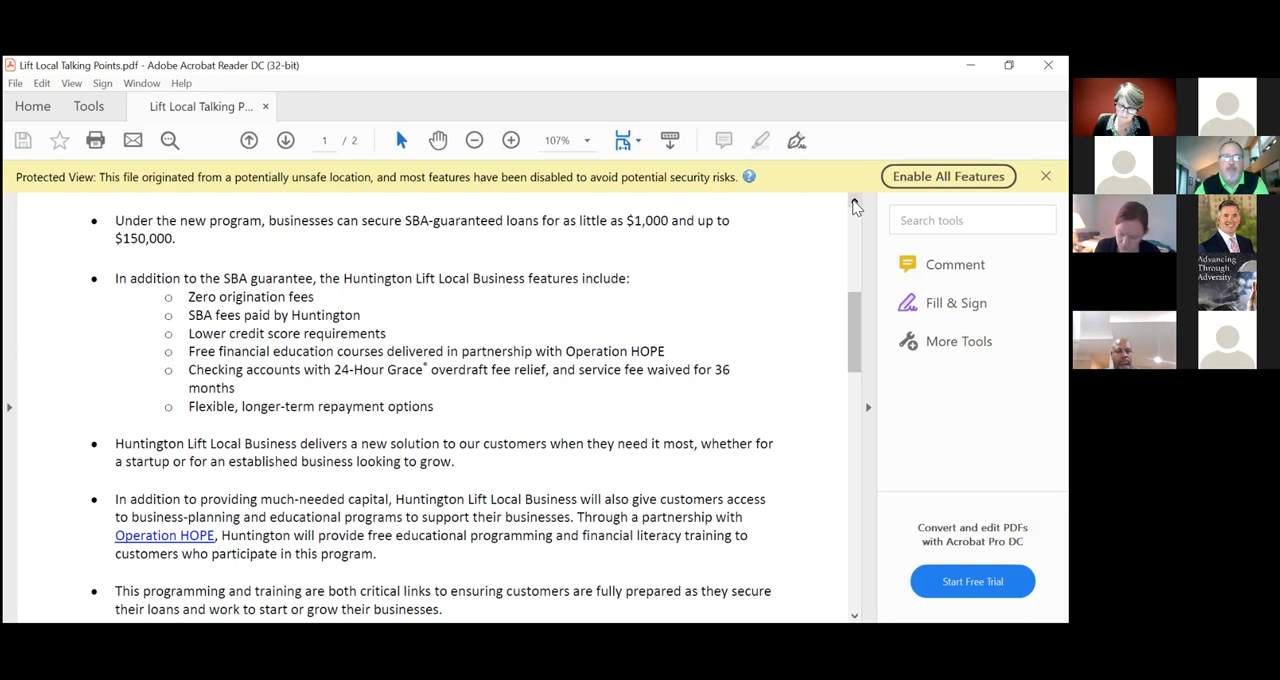 Lift Local Talking Points.pdf - Adobe Acrobat Reader DC (32-bit)
File Edit View Sign Window Help
Home Tools Lift Local Talking P... ×
1 / 2 107%
Protected View: This file originated from a potentially unsafe location, and most features have been disabled to avoid potential security risks. ? Enable All Features
• Under the new program, businesses can secure SBA-guaranteed loans for as little as $1,000 and up to
$150,000.
• In addition to the SBA guarantee, the Huntington Lift Local Business features include:
○ Zero origination fees
○ SBA fees paid by Huntington
○ Lower credit score requirements
○ Free financial education courses delivered in partnership with Operation HOPE
○ Checking accounts with 24-Hour Grace® overdraft fee relief, and service fee waived for 36
months
○ Flexible, longer-term repayment options
• Huntington Lift Local Business delivers a new solution to our customers when they need it most, whether for
a startup or for an established business looking to grow.
• In addition to providing much-needed capital, Huntington Lift Local Business will also give customers access
to business-planning and educational programs to support their businesses. Through a partnership with
Operation HOPE, Huntington will provide free educational programming and financial literacy training to
customers who participate in this program.
• This programming and training are both critical links to ensuring customers are fully prepared as they secure
their loans and work to start or grow their businesses.
Search tools
Comment
Fill & Sign
More Tools
Convert and edit PDFs
with Acrobat Pro DC
Start Free Trial
Advancing
Through
Adversity